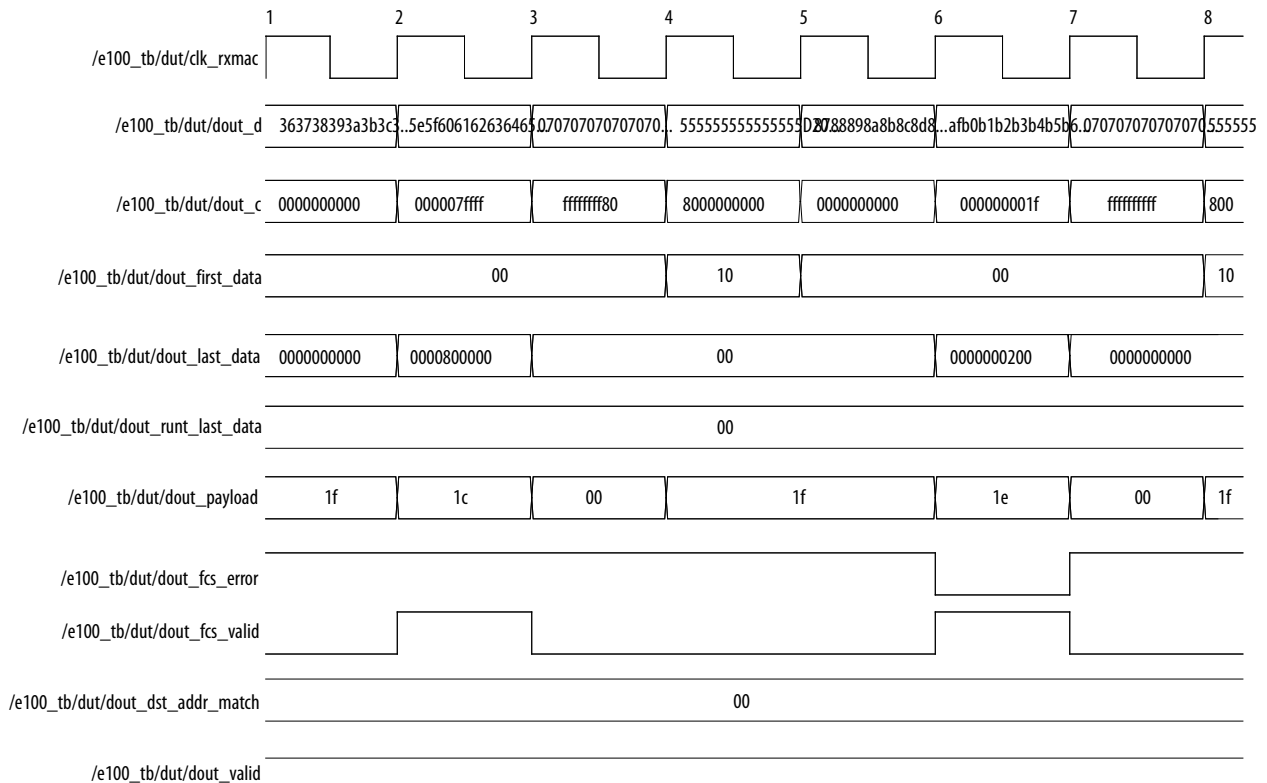 1 2 3 4 5 6 7 8
/e100_tb/dut/clk_rxmac
/e100_tb/dut/dout_d 363738393a3b3c3... 5e5f606162636465... 070707070707070... 555555555555555D20... 8788898a8b8c8d8... afb0b1b2b3b4b5b6... 070707070707070... 555555
/e100_tb/dut/dout_c 0000000000 000007ffff ffffffff80 8000000000 0000000000 000000001f ffffffffff 800
/e100_tb/dut/dout_first_data 00 10 00 10
/e100_tb/dut/dout_last_data 0000000000 0000800000 00 0000000200 0000000000
/e100_tb/dut/dout_runt_last_data 00
/e100_tb/dut/dout_payload 1f 1c 00 1f 1e 00 1f
/e100_tb/dut/dout_fcs_error
/e100_tb/dut/dout_fcs_valid
/e100_tb/dut/dout_dst_addr_match 00
/e100_tb/dut/dout_valid